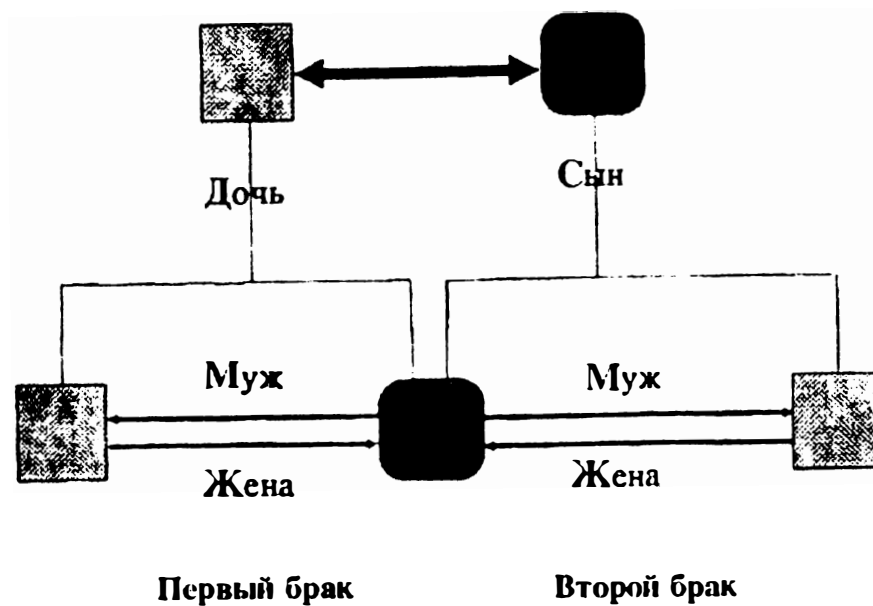 Дочь
Сын
Муж
Муж
Жена
Жена
Первый брак
Второй брак